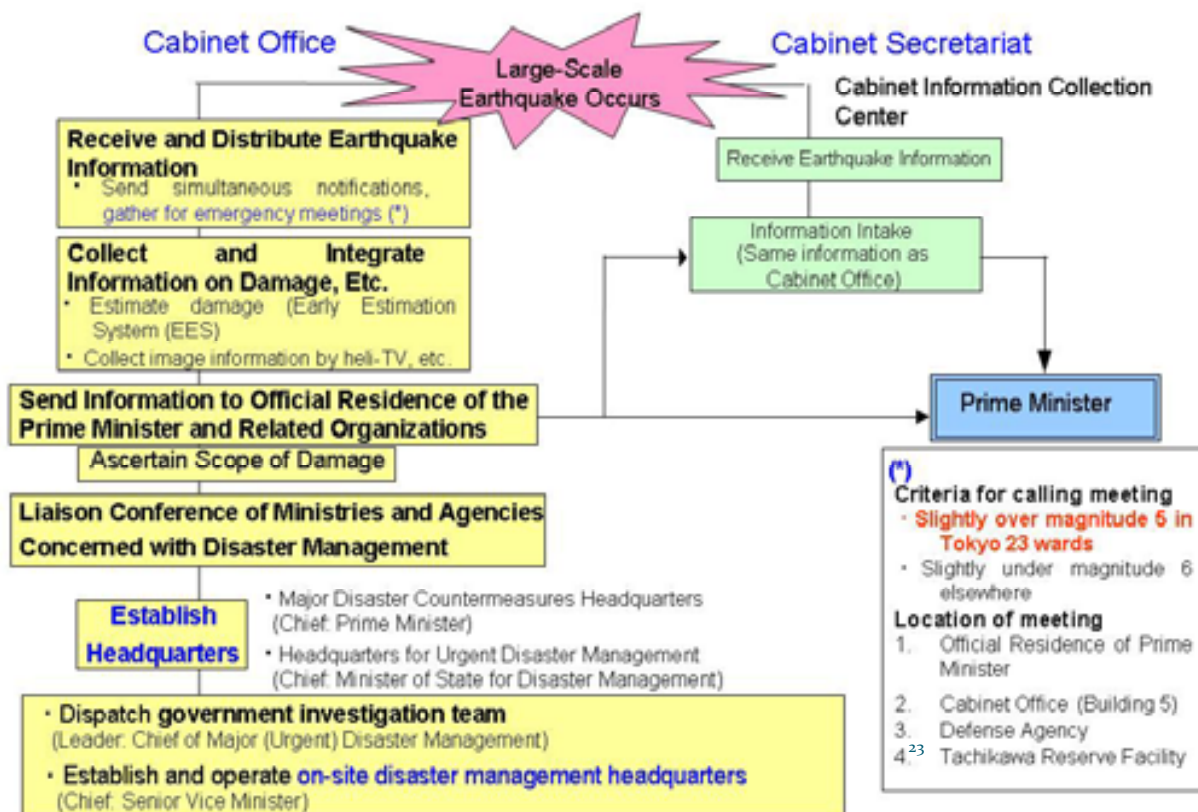 Cabinet Office
Large-Scale
Earthquake Occurs
Cabinet Secretariat
Cabinet Information Collection
Center
Receive and Distribute Earthquake
Information
・ Send simultaneous notifications,
gather for emergency meetings (*)
Receive Earthquake Information
Collect and Integrate
Information on Damage, Etc.
・ Estimate damage (Early Estimation
System (EES)
・ Collect image information by heli-TV, etc.
Information Intake
(Same information as
Cabinet Office)
Send Information to Official Residence of the
Prime Minister and Related Organizations
Prime Minister
Ascertain Scope of Damage
Liaison Conference of Ministries and Agencies
Concerned with Disaster Management
Establish
Headquarters
・ Major Disaster Countermeasures Headquarters
(Chief: Prime Minister)
・ Headquarters for Urgent Disaster Management
(Chief: Minister of State for Disaster Management)
・ Dispatch government investigation team
(Leader: Chief of Major (Urgent) Disaster Management)
・ Establish and operate on-site disaster management headquarters
(Chief: Senior Vice Minister)
(*)
Criteria for calling meeting
・ Slightly over magnitude 5 in
Tokyo 23 wards
・ Slightly under magnitude 6
elsewhere
Location of meeting
1. Official Residence of Prime
Minister
2. Cabinet Office (Building 5)
3. Defense Agency
4. Tachikawa Reserve Facility
23